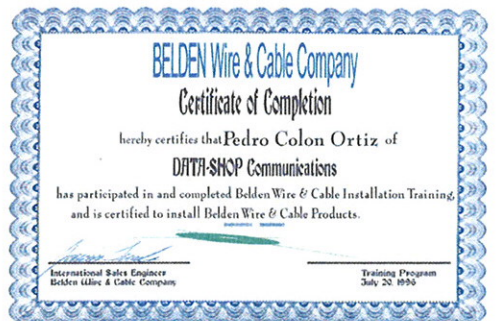 BELDEN Wire & Cable Company
Certificate of Completion
hereby certifies that Pedro Colon Ortiz of
DATA-SHOP Communications
has participated in and completed Belden Wire & Cable Installation Training,
and is certified to install Belden Wire & Cable Products.
International Sales Engineer
Belden Wire & Cable Company
Training Program
July 20, 1996